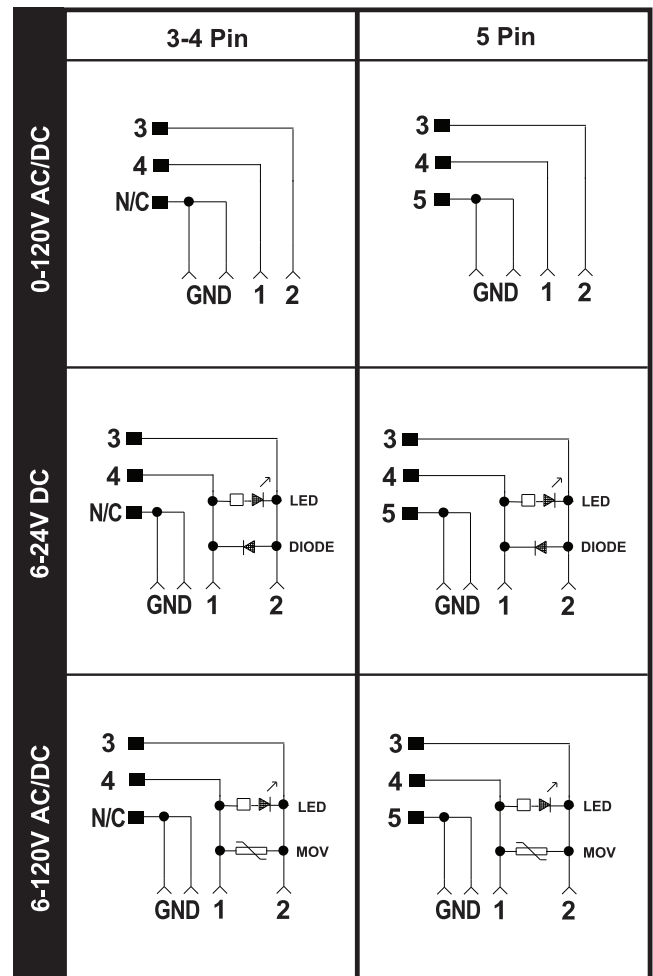 3-4 Pin
5 Pin
0-120V AC/DC
3
4
N/C
GND 1 2
3
4
5
GND 1 2
6-24V DC
3
4
LED
N/C
DIODE
GND 1 2
3
4
LED
5
DIODE
GND 1 2
6-120V AC/DC
3
4
LED
N/C
MOV
GND 1 2
3
4
LED
5
MOV
GND 1 2